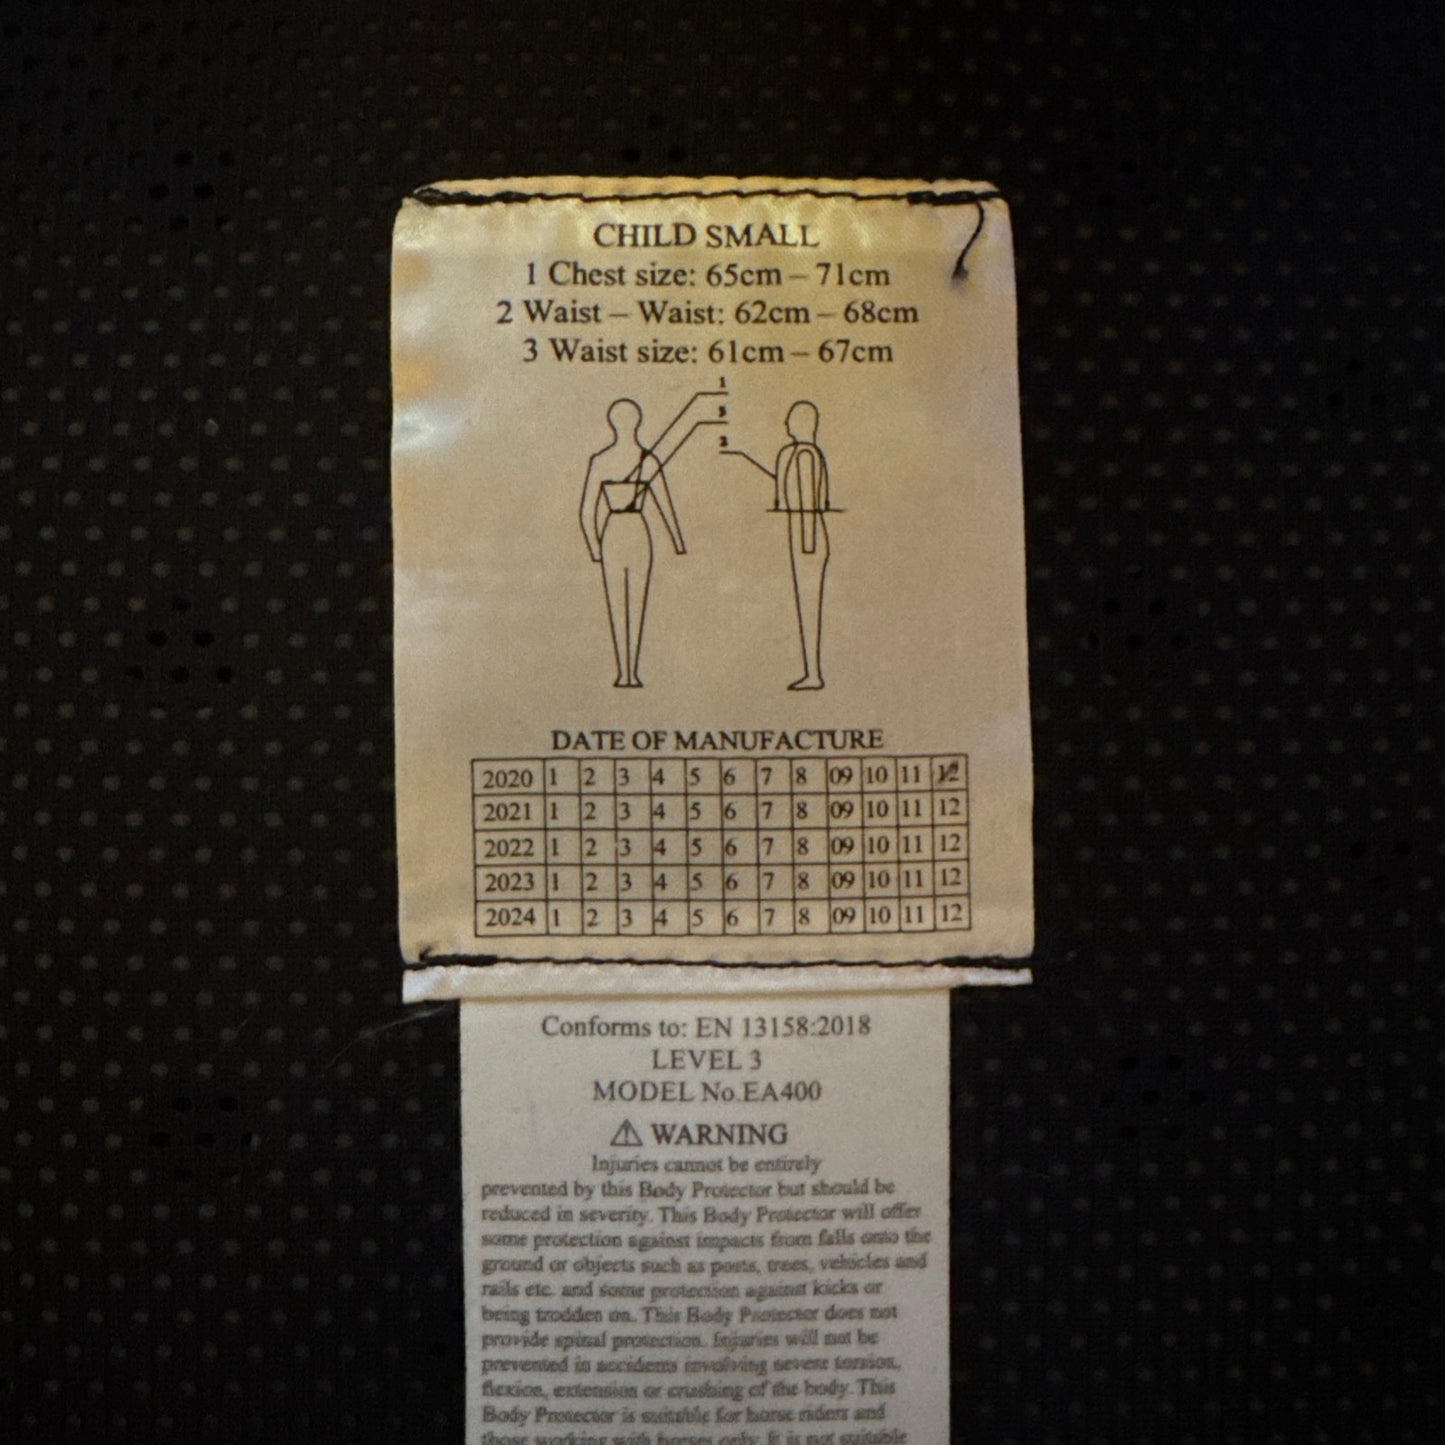 CHILD SMALL
1 Chest size: 65cm – 71cm
2 Waist – Waist: 62cm – 68cm
3 Waist size: 61cm – 67cm
1
3
2
DATE OF MANUFACTURE
2020 1 2 3 4 5 6 7 8 09 10 11 12
2021 1 2 3 4 5 6 7 8 09 10 11 12
2022 1 2 3 4 5 6 7 8 09 10 11 12
2023 1 2 3 4 5 6 7 8 09 10 11 12
2024 1 2 3 4 5 6 7 8 09 10 11 12
Conforms to: EN 13158:2018
LEVEL 3
MODEL No.EA400
⚠ WARNING
Injuries cannot be entirely
prevented by this Body Protector but should be
reduced in severity. This Body Protector will offer
some protection against impacts from falls onto the
ground or objects such as posts, trees, vehicles and
rails etc. and some protection against kicks or
being trodden on. This Body Protector does not
provide spinal protection. Injuries will not be
prevented in accidents involving severe torsion,
flexion, extension or crushing of the body. This
Body Protector is suitable for horse riders and
those working with horses only. It is not suitable